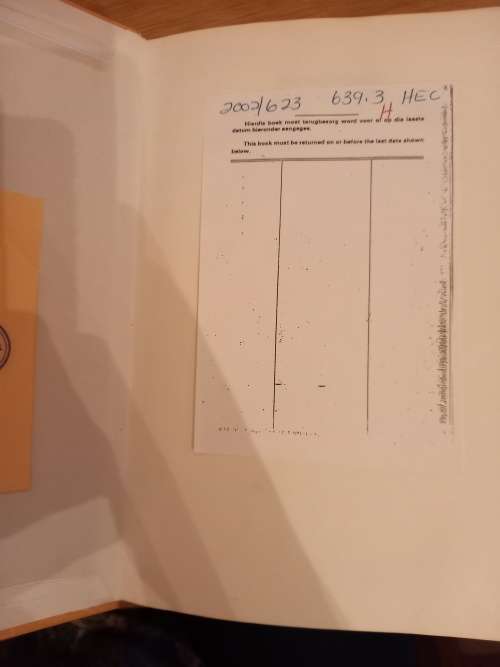 2002/623 639.3 HEC
H
Hierdie boek moet terugbesorg word voor of op die laaste
datum hieronder aangegee.
This book must be returned on or before the last date shown
below.